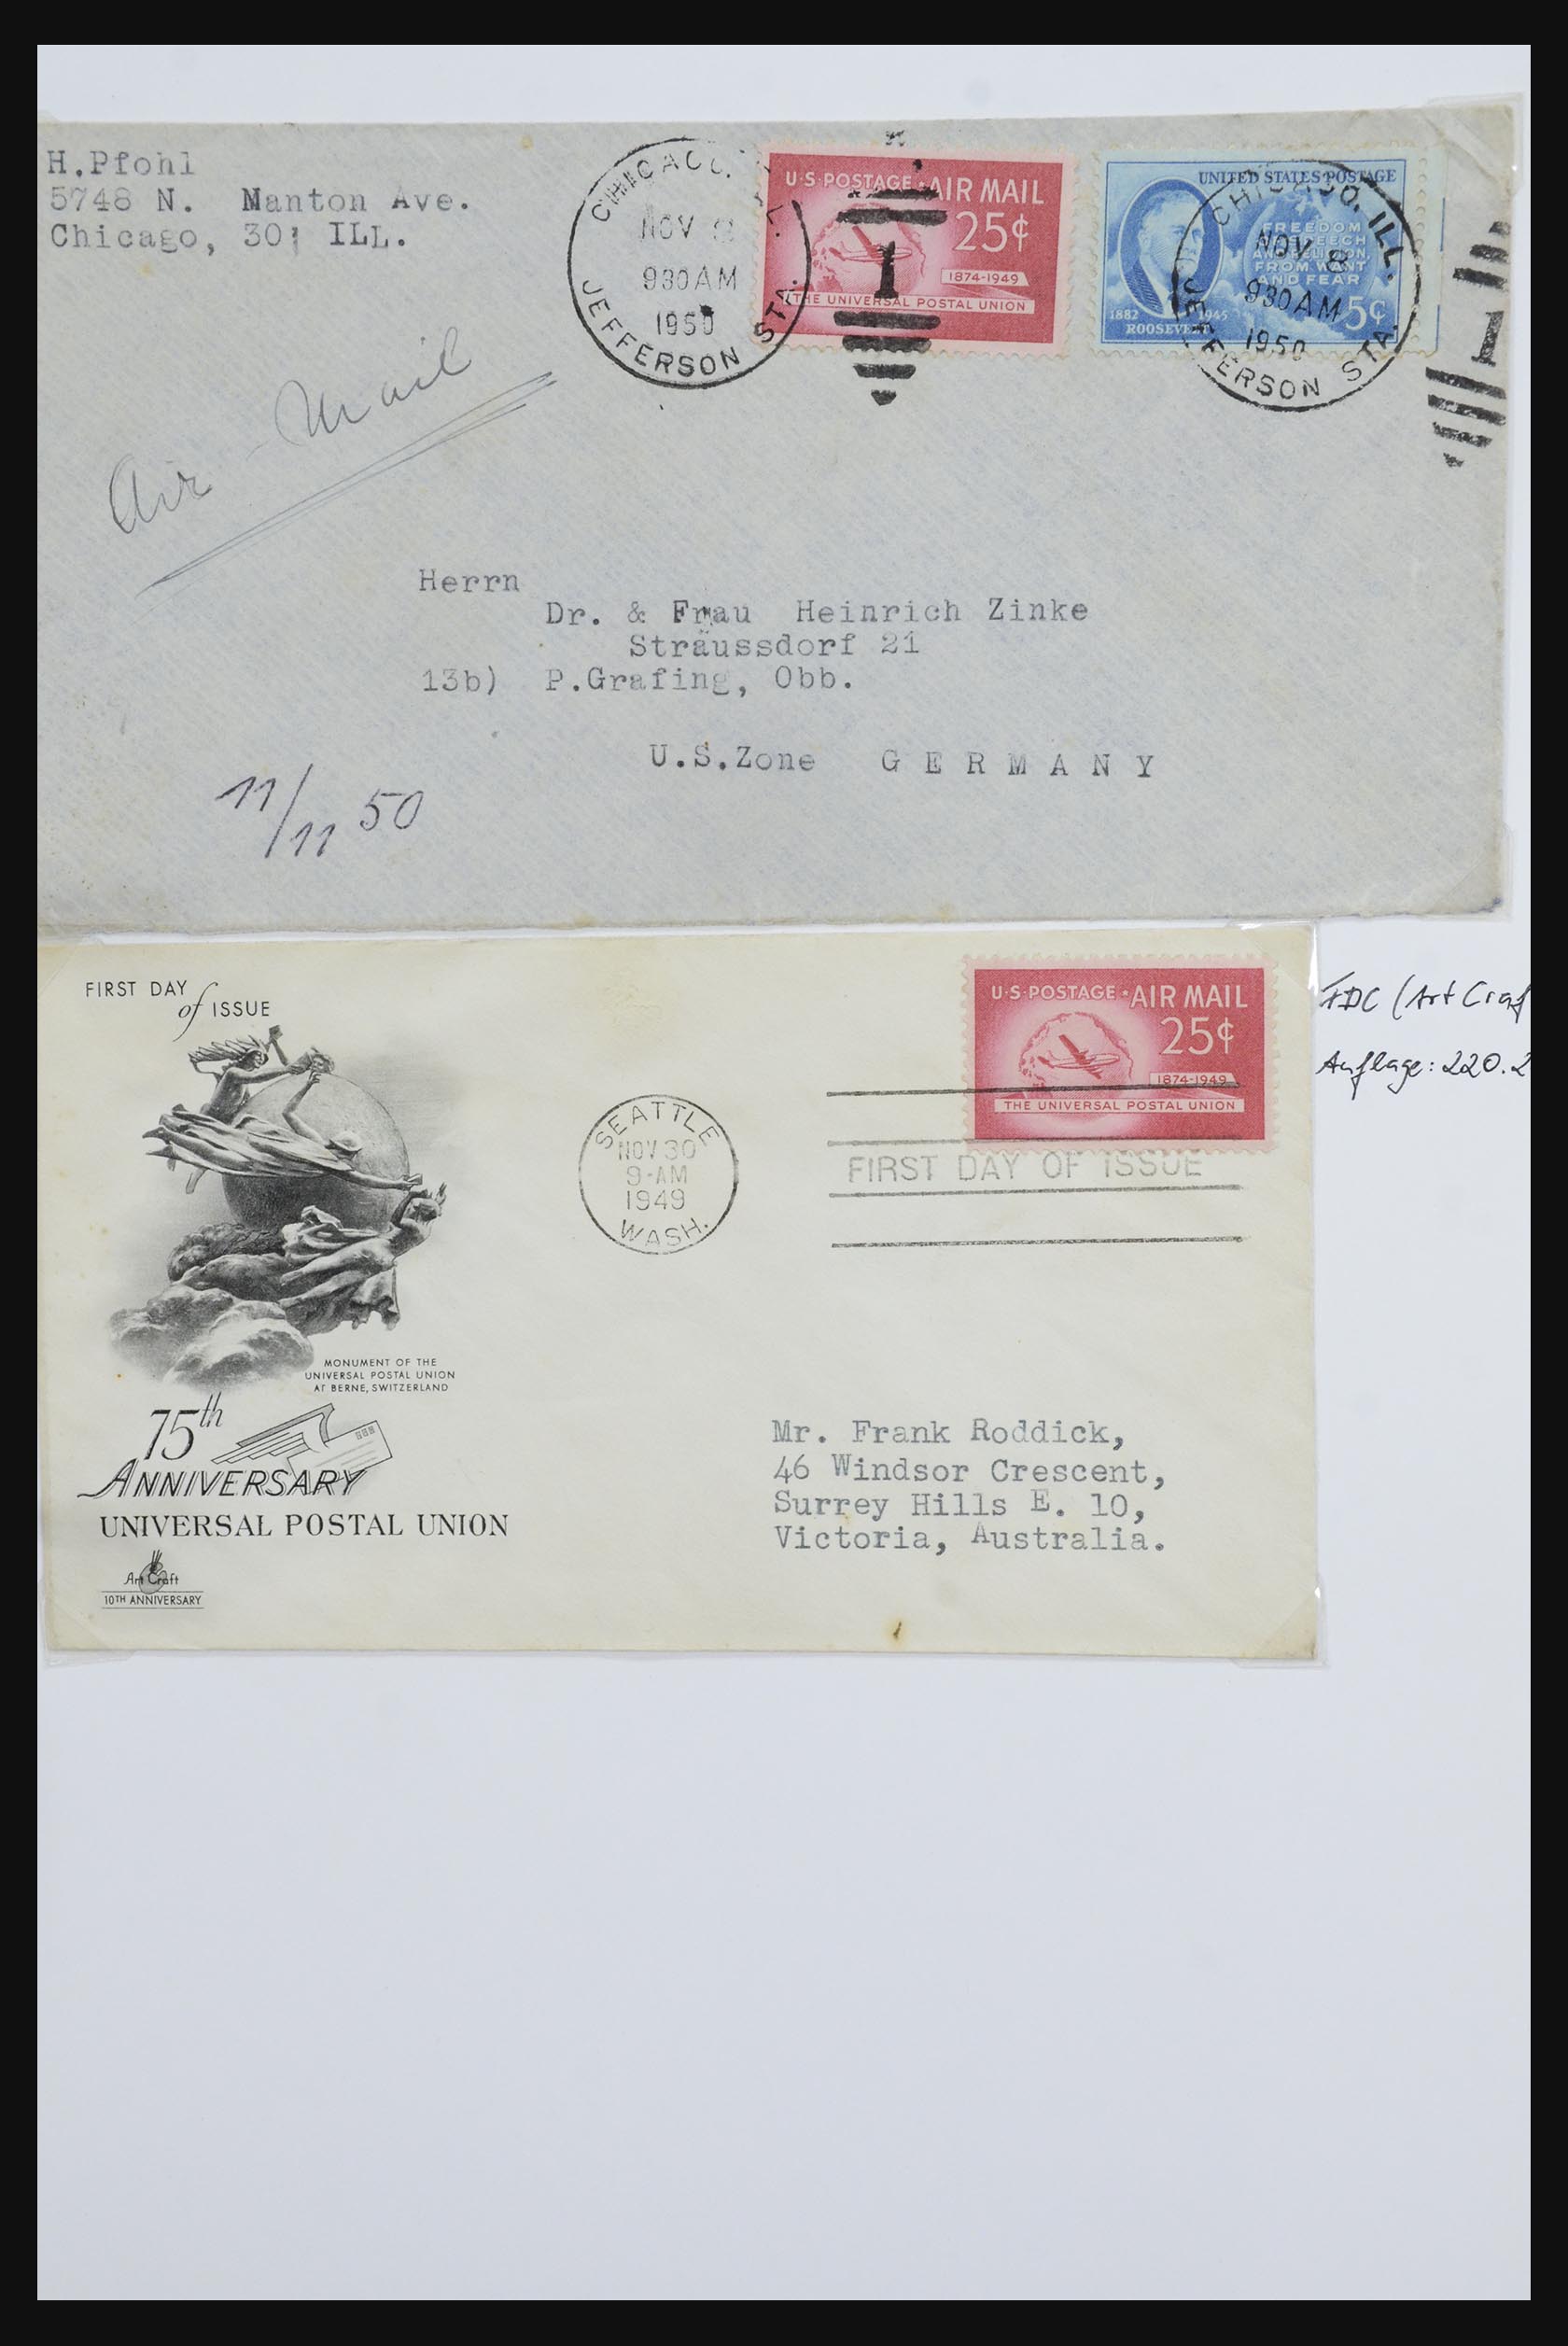 H.Pfohl
5748 N. Manton Ave.
Chicago, 30; ILL.
CHICAGO,
NOV 8
930AM
1950
JEFFERSON STA.
U·S·POSTAGE·AIR MAIL
25¢
1874-1949
THE UNIVERSAL POSTAL UNION
1
UNITED STATES POSTAGE
FREEDOM
OF SPEECH
AND RELIGION,
FROM WANT
AND FEAR
1882 1945
ROOSEVELT
5¢
CHICAGO, ILL.
NOV 8
930AM
1950
JEFFERSON STA.
1
Air-Mail
Herrn
Dr. & Frau Heinrich Zinke
Sträussdorf 21
13b) P.Grafing, Obb.
U.S.Zone G E R M A N Y
11/11 50
FIRST DAY
of ISSUE
U·S·POSTAGE·AIR MAIL
25¢
1874-1949
THE UNIVERSAL POSTAL UNION
SEATTLE
NOV 30
9-AM
1949
WASH.
FIRST DAY OF ISSUE
FDC (Art Craf
Auflage: 220.2
MONUMENT OF THE
UNIVERSAL POSTAL UNION
AT BERNE, SWITZERLAND
75th
ANNIVERSARY
UNIVERSAL POSTAL UNION
Art Craft
10TH ANNIVERSARY
Mr. Frank Roddick,
46 Windsor Crescent,
Surrey Hills E. 10,
Victoria, Australia.